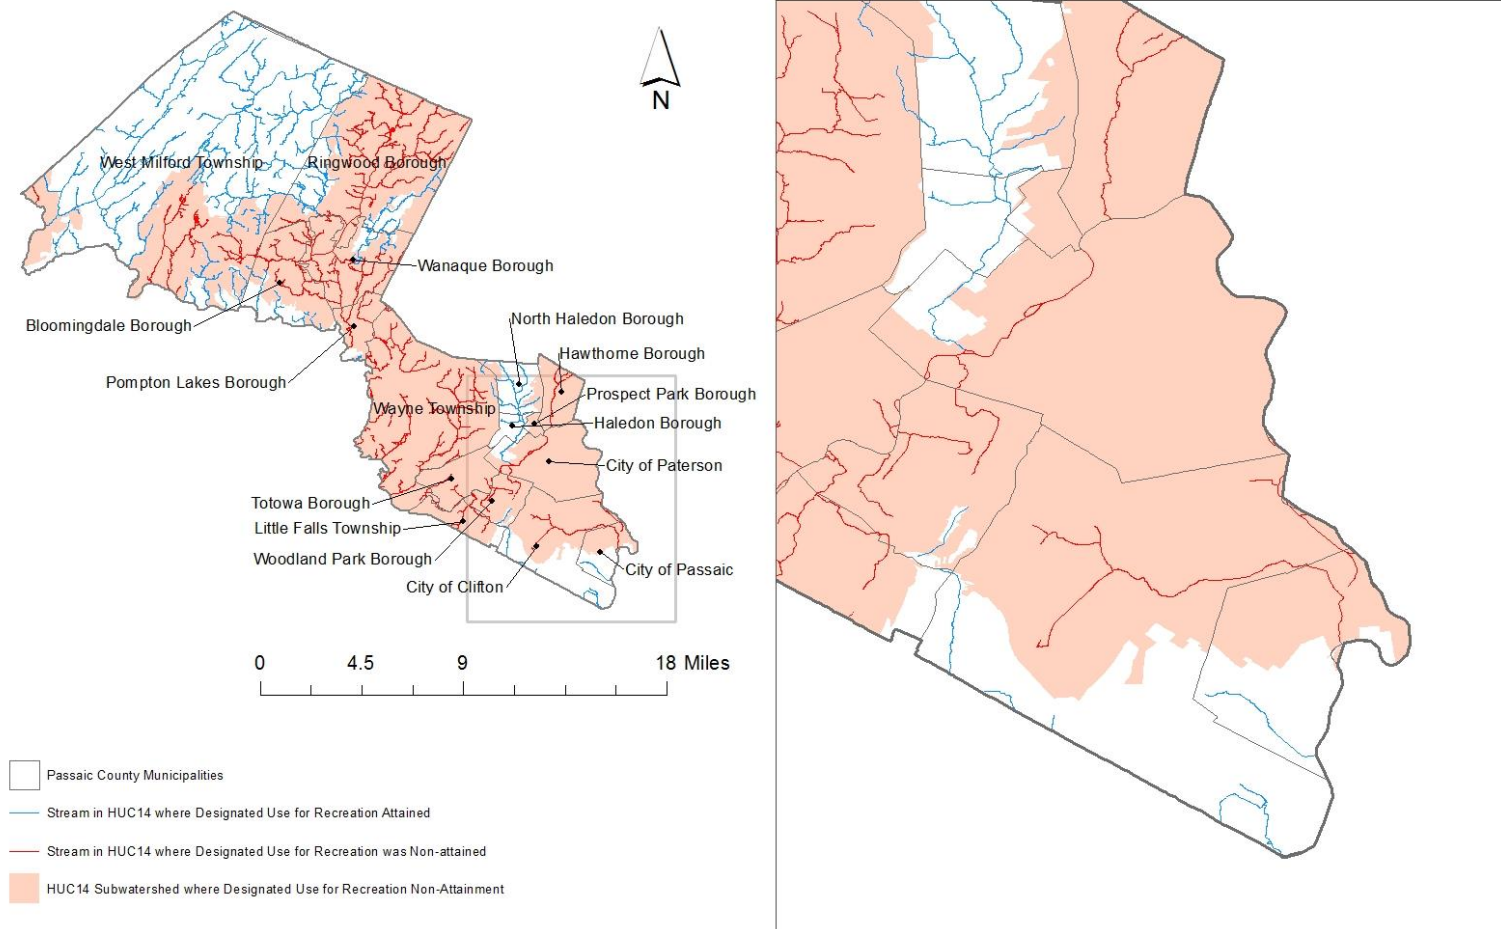 N
West Milford Township
Ringwood Borough
Wanaque Borough
Bloomingdale Borough
North Haledon Borough
Hawthorne Borough
Pompton Lakes Borough
Prospect Park Borough
Wayne Township
Haledon Borough
City of Paterson
Totowa Borough
Little Falls Township
Woodland Park Borough
City of Passaic
City of Clifton
0 4.5 9 18 Miles
Passaic County Municipalities
Stream in HUC14 where Designated Use for Recreation Attained
Stream in HUC14 where Designated Use for Recreation was Non-attained
HUC14 Subwatershed where Designated Use for Recreation Non-Attainment